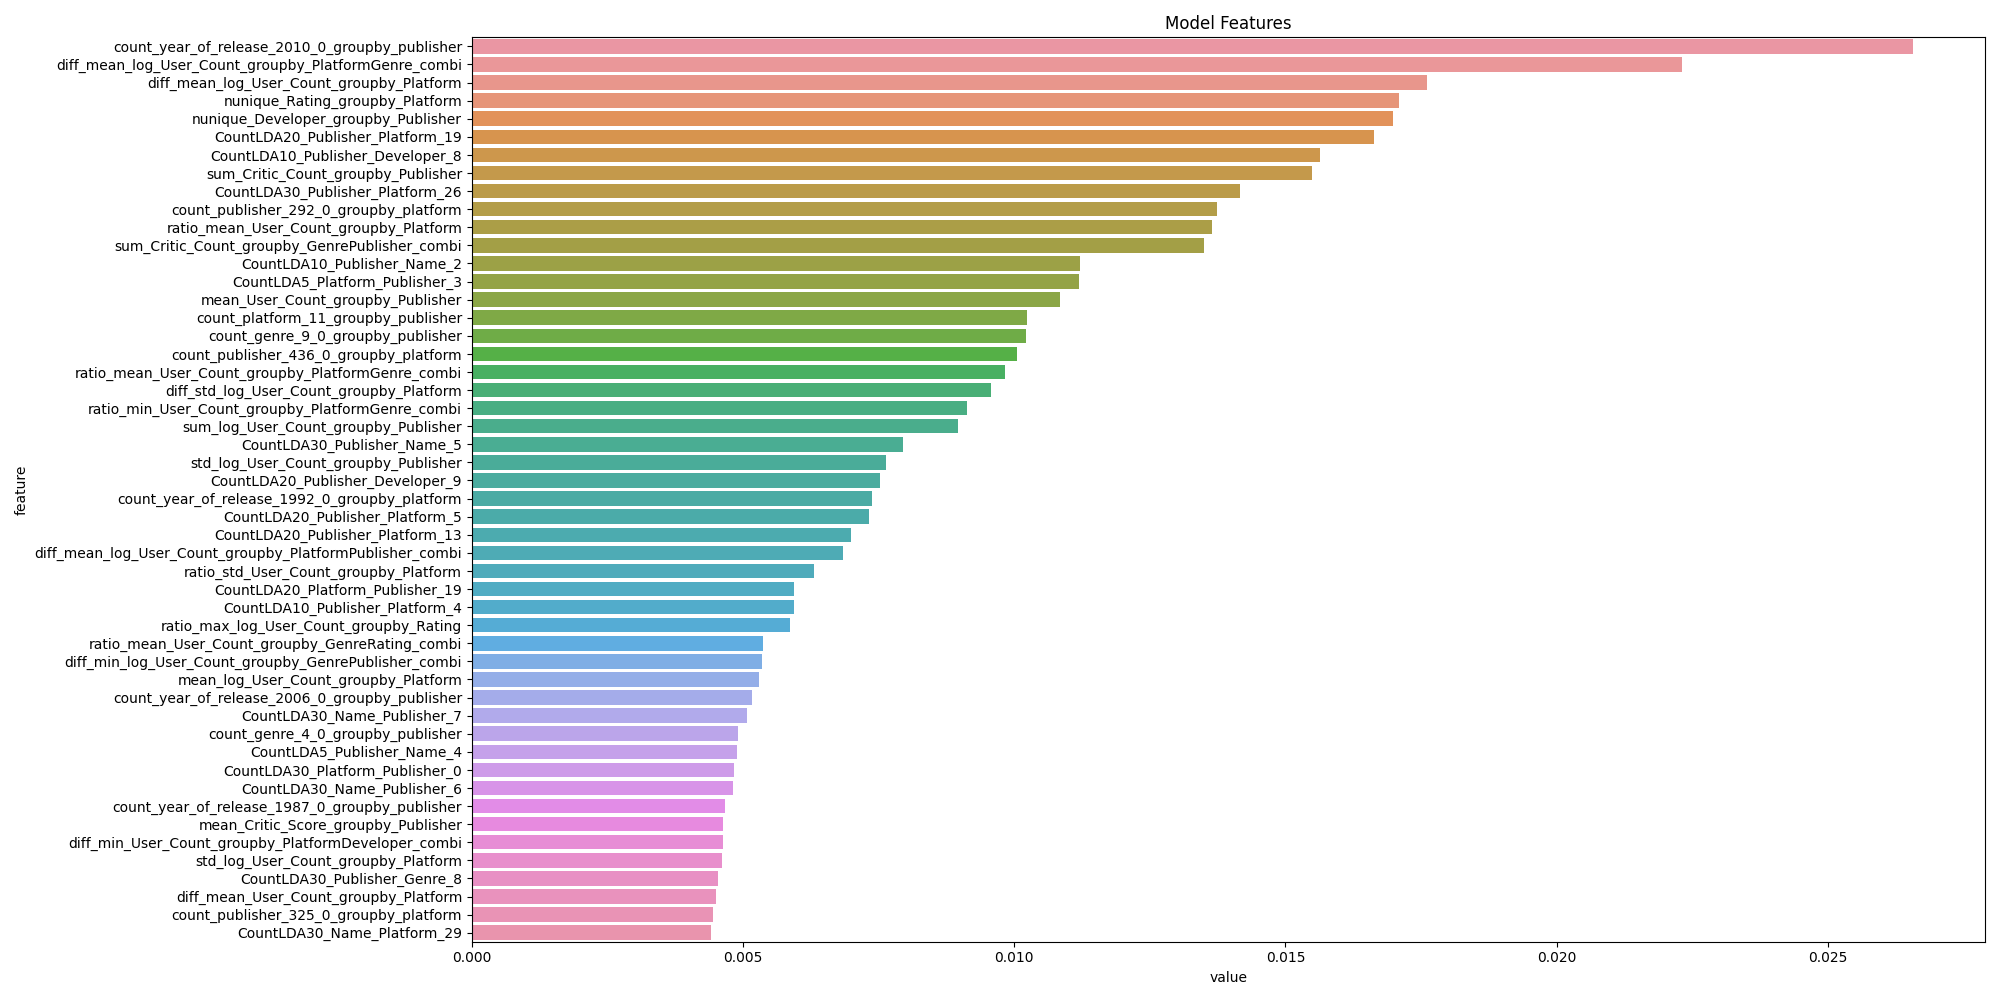 Model Features
count_year_of_release_2010_0_groupby_publisher
diff_mean_log_User_Count_groupby_PlatformGenre_combi
diff_mean_log_User_Count_groupby_Platform
nunique_Rating_groupby_Platform
nunique_Developer_groupby_Publisher
CountLDA20_Publisher_Platform_19
CountLDA10_Publisher_Developer_8
sum_Critic_Count_groupby_Publisher
CountLDA30_Publisher_Platform_26
count_publisher_292_0_groupby_platform
ratio_mean_User_Count_groupby_Platform
sum_Critic_Count_groupby_GenrePublisher_combi
CountLDA10_Publisher_Name_2
CountLDA5_Platform_Publisher_3
mean_User_Count_groupby_Publisher
count_platform_11_groupby_publisher
count_genre_9_0_groupby_publisher
count_publisher_436_0_groupby_platform
ratio_mean_User_Count_groupby_PlatformGenre_combi
diff_std_log_User_Count_groupby_Platform
ratio_min_User_Count_groupby_PlatformGenre_combi
sum_log_User_Count_groupby_Publisher
CountLDA30_Publisher_Name_5
std_log_User_Count_groupby_Publisher
CountLDA20_Publisher_Developer_9
count_year_of_release_1992_0_groupby_platform
CountLDA20_Publisher_Platform_5
CountLDA20_Publisher_Platform_13
diff_mean_log_User_Count_groupby_PlatformPublisher_combi
ratio_std_User_Count_groupby_Platform
CountLDA20_Platform_Publisher_19
CountLDA10_Publisher_Platform_4
ratio_max_log_User_Count_groupby_Rating
ratio_mean_User_Count_groupby_GenreRating_combi
diff_min_log_User_Count_groupby_GenrePublisher_combi
mean_log_User_Count_groupby_Platform
count_year_of_release_2006_0_groupby_publisher
CountLDA30_Name_Publisher_7
count_genre_4_0_groupby_publisher
CountLDA5_Publisher_Name_4
CountLDA30_Platform_Publisher_0
CountLDA30_Name_Publisher_6
count_year_of_release_1987_0_groupby_publisher
mean_Critic_Score_groupby_Publisher
diff_min_User_Count_groupby_PlatformDeveloper_combi
std_log_User_Count_groupby_Platform
CountLDA30_Publisher_Genre_8
diff_mean_User_Count_groupby_Platform
count_publisher_325_0_groupby_platform
CountLDA30_Name_Platform_29
feature
0.000 0.005 0.010 0.015 0.020 0.025
value